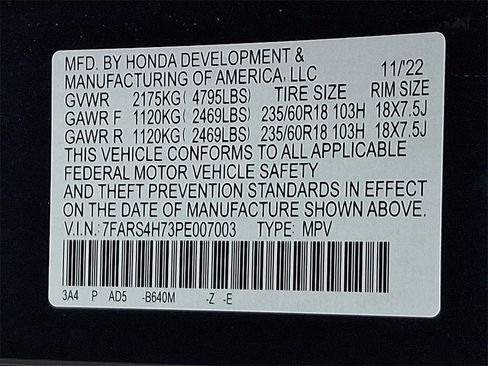 MFD. BY HONDA DEVELOPMENT &
MANUFACTURING OF AMERICA, LLC 11/'22
GVWR 2175KG( 4795LBS) TIRE SIZE RIM SIZE
GAWR F 1120KG( 2469LBS) 235/60R18 103H 18X7.5J
GAWR R 1120KG( 2469LBS) 235/60R18 103H 18X7.5J
THIS VEHICLE CONFORMS TO ALL APPLICABLE
FEDERAL MOTOR VEHICLE SAFETY
AND THEFT PREVENTION STANDARDS IN EFFECT
ON THE DATE OF MANUFACTURE SHOWN ABOVE.
V.I.N.: 7FARS4H73PE007003 TYPE: MPV
3A4 P AD5 -B640M -Z -E